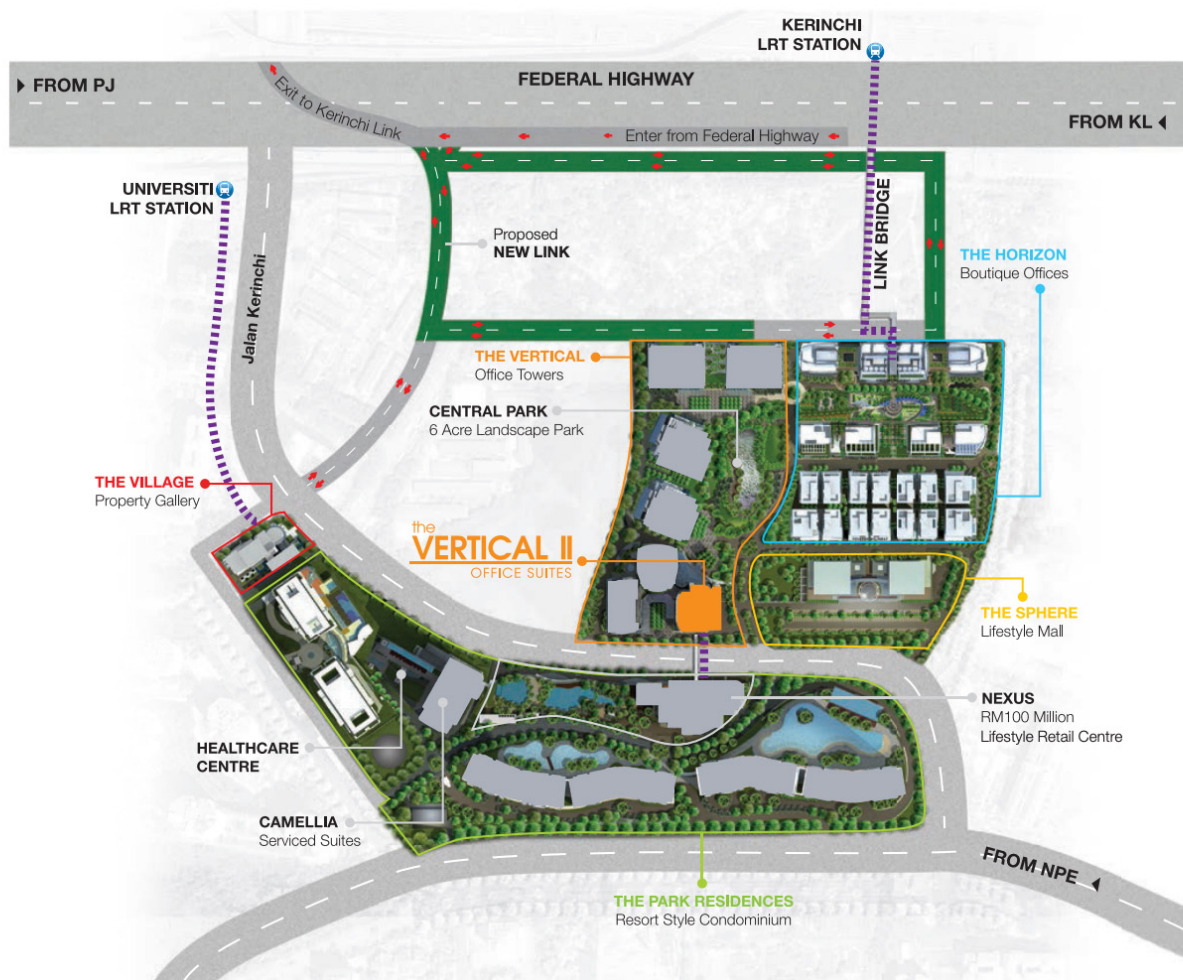 KERINCHI
LRT STATION
FROM PJ
FEDERAL HIGHWAY
Exit to Kerinchi Link
Enter from Federal Highway
FROM KL
UNIVERSITI
LRT STATION
Proposed
NEW LINK
LINK BRIDGE
THE HORIZON
Boutique Offices
Jalan Kerinchi
THE VERTICAL
Office Towers
CENTRAL PARK
6 Acre Landscape Park
THE VILLAGE
Property Gallery
the
VERTICAL II
OFFICE SUITES
THE SPHERE
Lifestyle Mall
NEXUS
RM100 Million
Lifestyle Retail Centre
HEALTHCARE
CENTRE
CAMELLIA
Serviced Suites
FROM NPE
THE PARK RESIDENCES
Resort Style Condominium